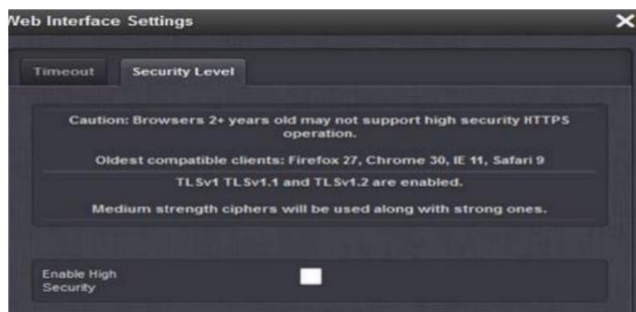 Web Interface Settings
Timeout
Security Level
Caution: Browsers 2+ years old may not support high security HTTPS
operation.
Oldest compatible clients: Firefox 27, Chrome 30, IE 11, Safari 9
TLSv1 TLSv1.1 and TLSv1.2 are enabled.
Medium strength ciphers will be used along with strong ones.
Enable High
Security